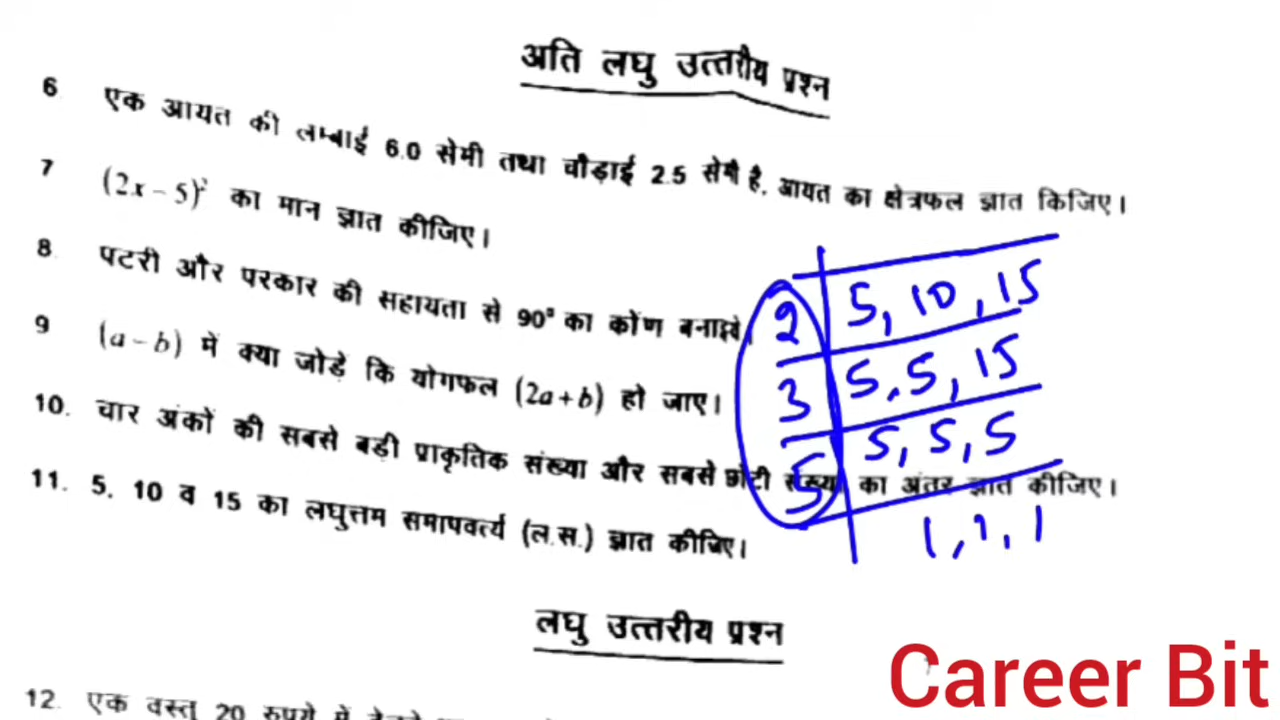 अति लघु उत्तरीय प्रश्न
6 एक आयत की लम्बाई 6.0 सेमी तथा चौड़ाई 2.5 सेमी है, आयत का क्षेत्रफल ज्ञात किजिए।
7 (2x - 5)² का मान ज्ञात कीजिए।
8. पटरी और परकार की सहायता से 90° का कोंण बनाइये।
9 (a - b) में क्या जोड़ें कि योगफल (2a + b) हो जाए।
10. चार अंकों की सबसे बड़ी प्राकृतिक संख्या और सबसे छोटी संख्या का अंतर ज्ञात कीजिए।
11. 5, 10 व 15 का लघुत्तम समापवर्त्य (ल.स.) ज्ञात कीजिए।
2 5, 10, 15
3 5, 5, 15
5 5, 5, 5
1, 1, 1
लघु उत्तरीय प्रश्न
12. एक वस्तु 20 रुपये में
Career Bit